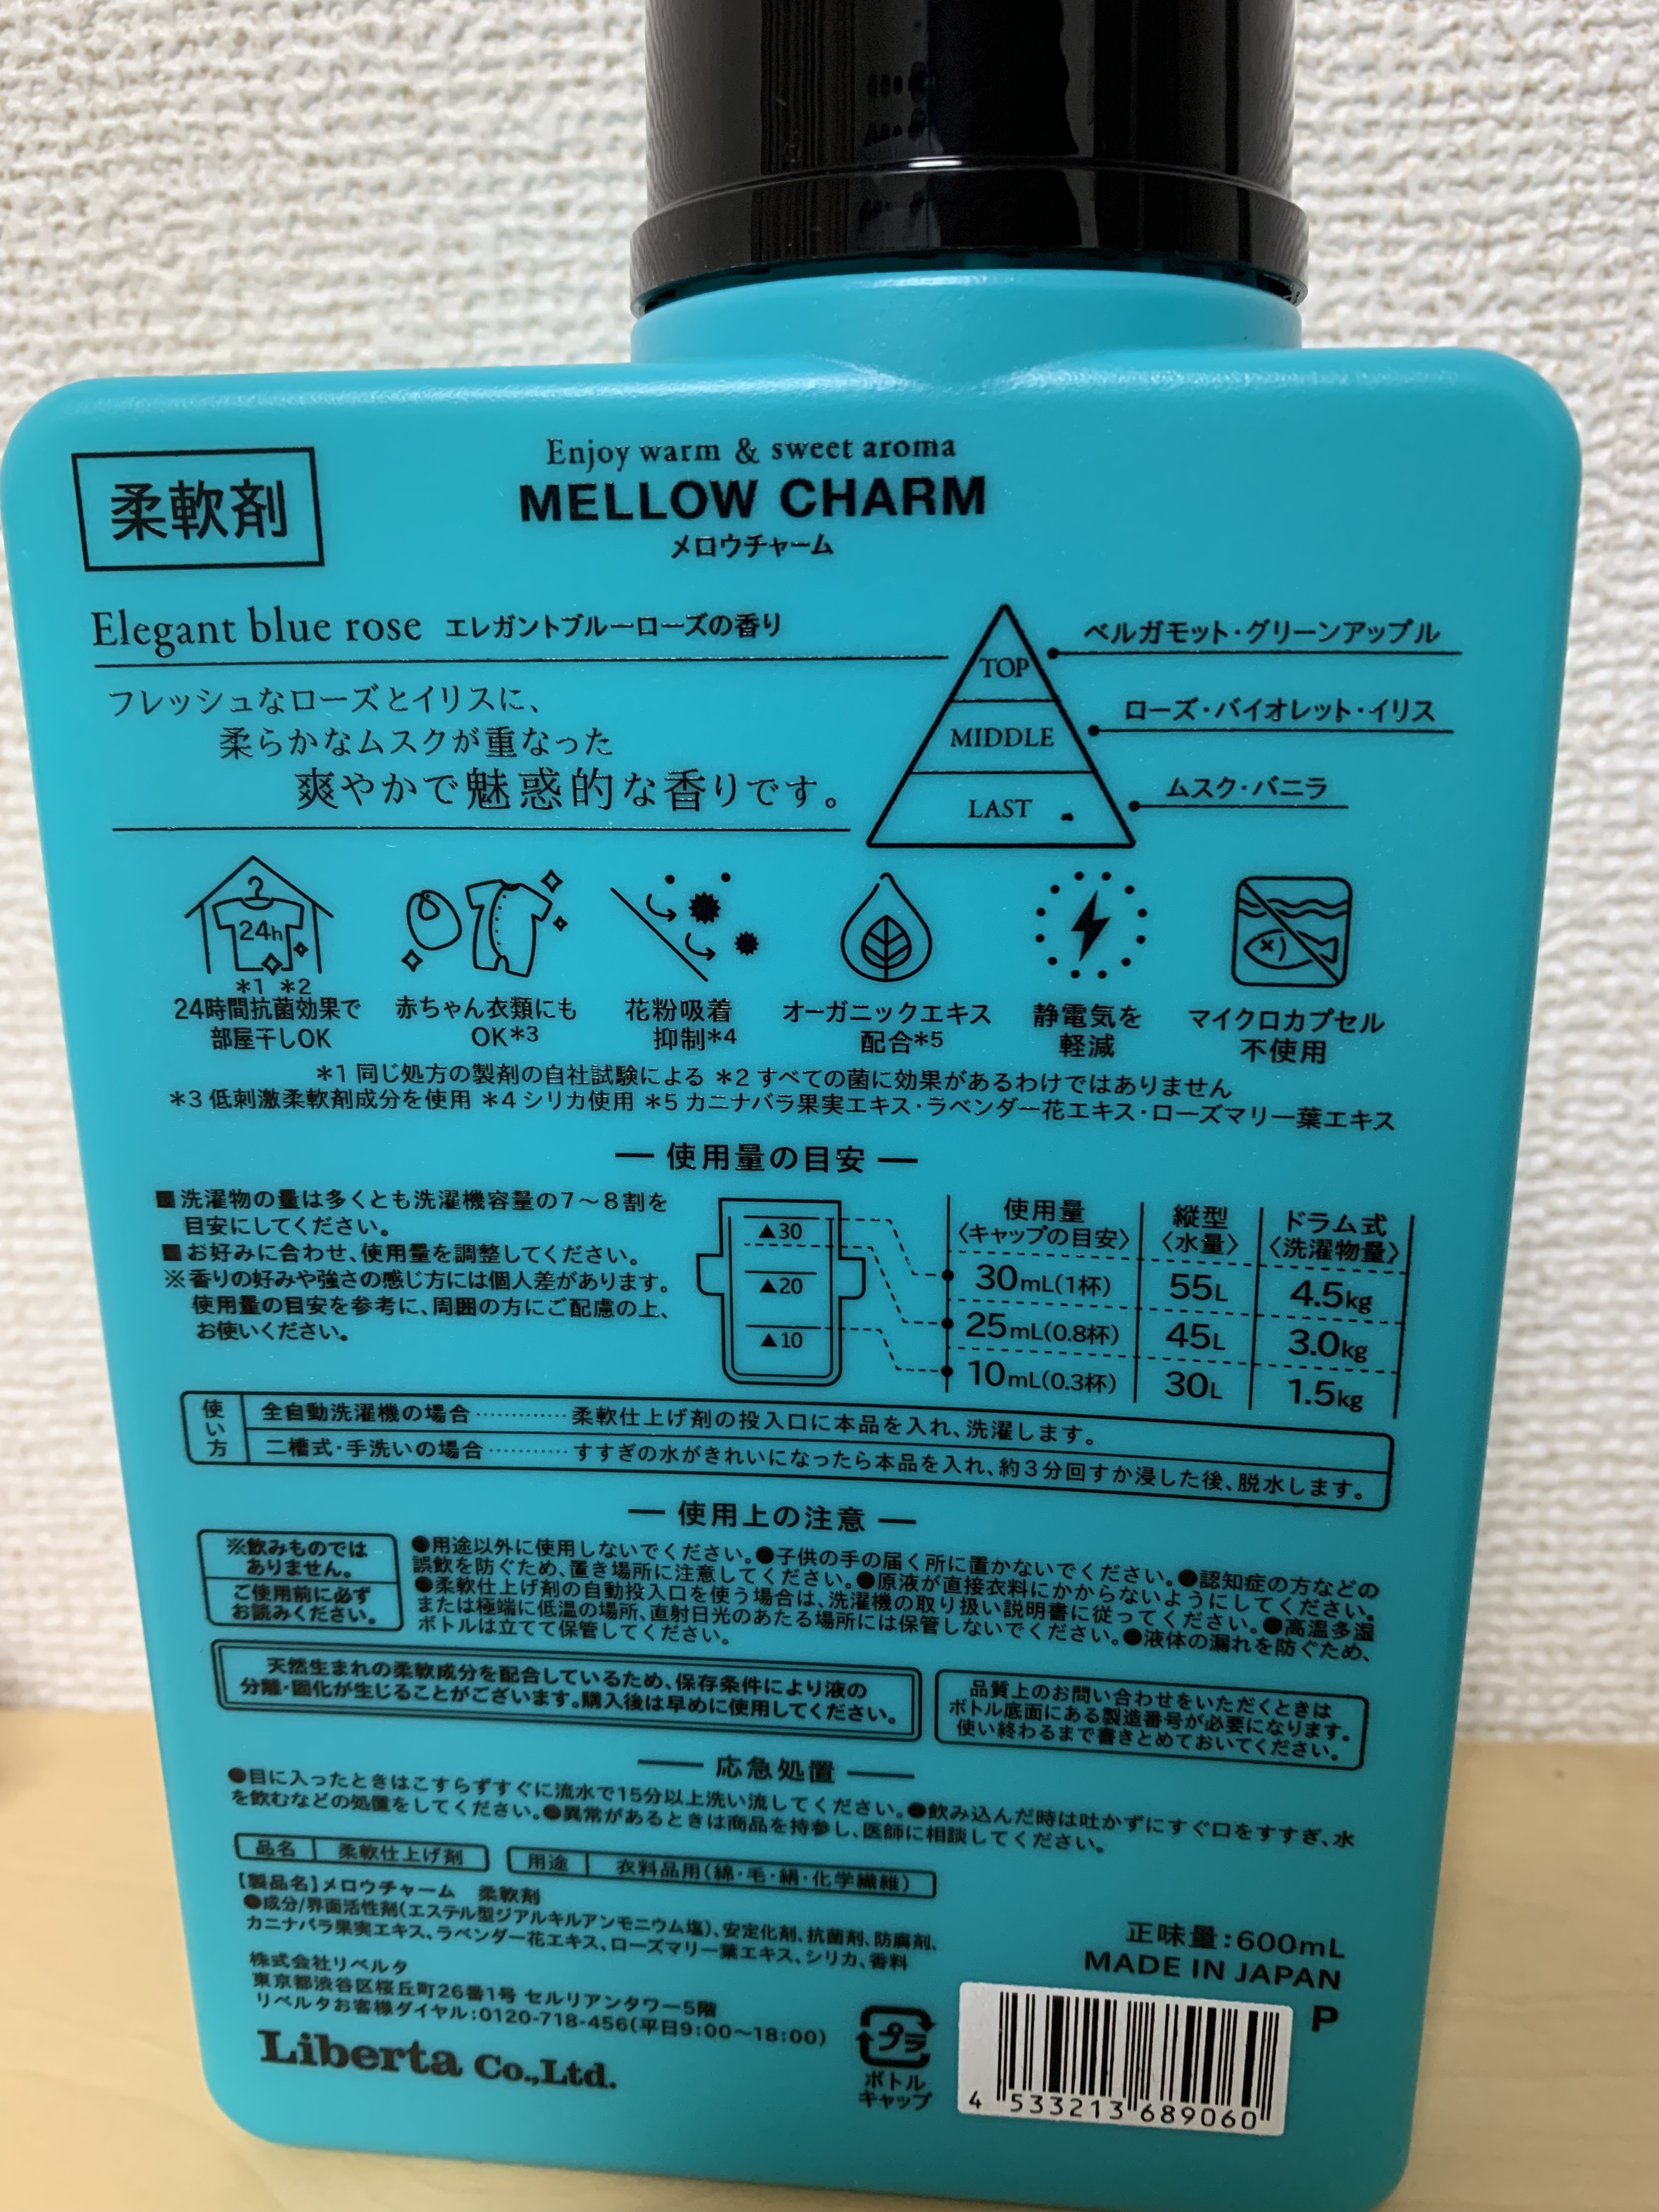 柔軟剤
Enjoy warm & sweet aroma
MELLOW CHARM
メロウチャーム
Elegant blue rose エレガントブルーローズの香り
フレッシュなローズとイリスに、
柔らかなムスクが重なった
爽やかで魅惑的な香りです。
TOP
ベルガモット・グリーンアップル
MIDDLE
ローズ・バイオレット・イリス
LAST
ムスク・バニラ
24h
*1 *2
24時間抗菌効果で
部屋干しOK
赤ちゃん衣類にも
OK*3
花粉吸着
抑制*4
オーガニックエキス
配合*5
静電気を
軽減
マイクロカプセル
不使用
*1 同じ処方の製剤の自社試験による *2 すべての菌に効果があるわけではありません
*3 低刺激柔軟剤成分を使用 *4 シリカ使用 *5 カニナバラ果実エキス・ラベンダー花エキス・ローズマリー葉エキス
― 使用量の目安 ―
■洗濯物の量は多くとも洗濯機容量の7〜8割を
目安にしてください。
■お好みに合わせ、使用量を調整してください。
※香りの好みや強さの感じ方には個人差があります。
使用量の目安を参考に、周囲の方にご配慮の上、
お使いください。
▲30
▲20
▲10
使用量 縦型 ドラム式
〈キャップの目安〉 〈水量〉 〈洗濯物量〉
30mL(1杯) 55L 4.5kg
25mL(0.8杯) 45L 3.0kg
10mL(0.3杯) 30L 1.5kg
使い方
全自動洗濯機の場合…………柔軟仕上げ剤の投入口に本品を入れ、洗濯します。
二槽式・手洗いの場合…………すすぎの水がきれいになったら本品を入れ、約3分回すか浸した後、脱水します。
― 使用上の注意 ―
※飲みものでは
ありません。
ご使用前に必ず
お読みください。
●用途以外に使用しないでください。●子供の手の届く所に置かないでください。●認知症の方などの
誤飲を防ぐため、置き場所に注意してください。●原液が直接衣料にかからないようにしてください。
●柔軟仕上げ剤の自動投入口を使う場合は、洗濯機の取り扱い説明書に従ってください。●高温多湿
または極端に低温の場所、直射日光のあたる場所には保管しないでください。●液体の漏れを防ぐため、
ボトルは立てて保管してください。
天然生まれの柔軟成分を配合しているため、保存条件により液の
分離・固化が生じることがございます。購入後は早めに使用してください。
品質上のお問い合わせをいただくときは
ボトル底面にある製造番号が必要になります。
使い終わるまで書きとめておいてください。
― 応急処置 ―
●目に入ったときはこすらずすぐに流水で15分以上洗い流してください。●飲み込んだ時は吐かずにすぐ口をすすぎ、水
を飲むなどの処置をしてください。●異常があるときは商品を持参し、医師に相談してください。
品名 柔軟仕上げ剤 用途 衣料品用(綿・毛・絹・化学繊維)
【製品名】メロウチャーム 柔軟剤
●成分/界面活性剤(エステル型ジアルキルアンモニウム塩)、安定化剤、抗菌剤、防腐剤、
カニナバラ果実エキス、ラベンダー花エキス、ローズマリー葉エキス、シリカ、香料
株式会社リベルタ
東京都渋谷区桜丘町26番1号 セルリアンタワー5階
リベルタお客様ダイヤル:0120-718-456(平日9:00〜18:00)
Liberta Co.,Ltd.
正味量:600mL
MADE IN JAPAN
P
プラ
ボトル
キャップ
4 533213 689060